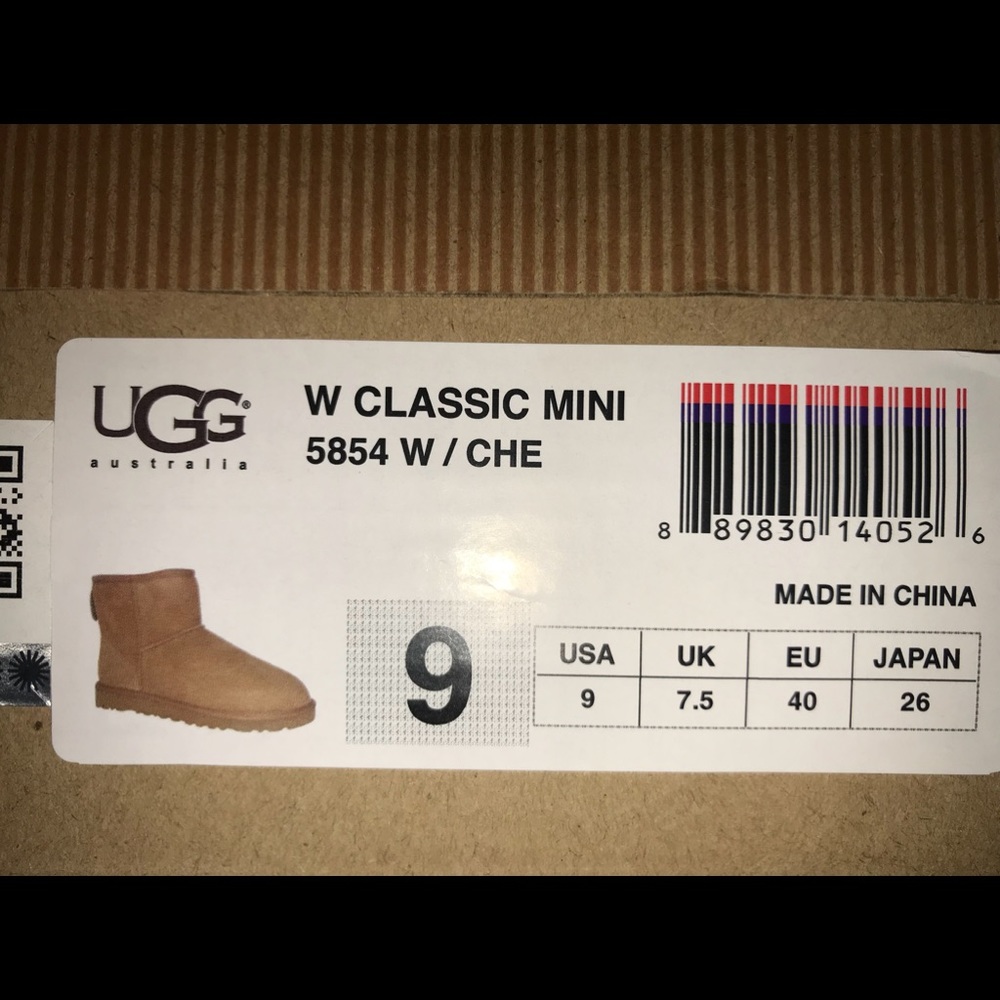 UGG®
australia
W CLASSIC MINI
5854 W / CHE
8 89830 14052 6
MADE IN CHINA
9
USA UK EU JAPAN
9 7.5 40 26